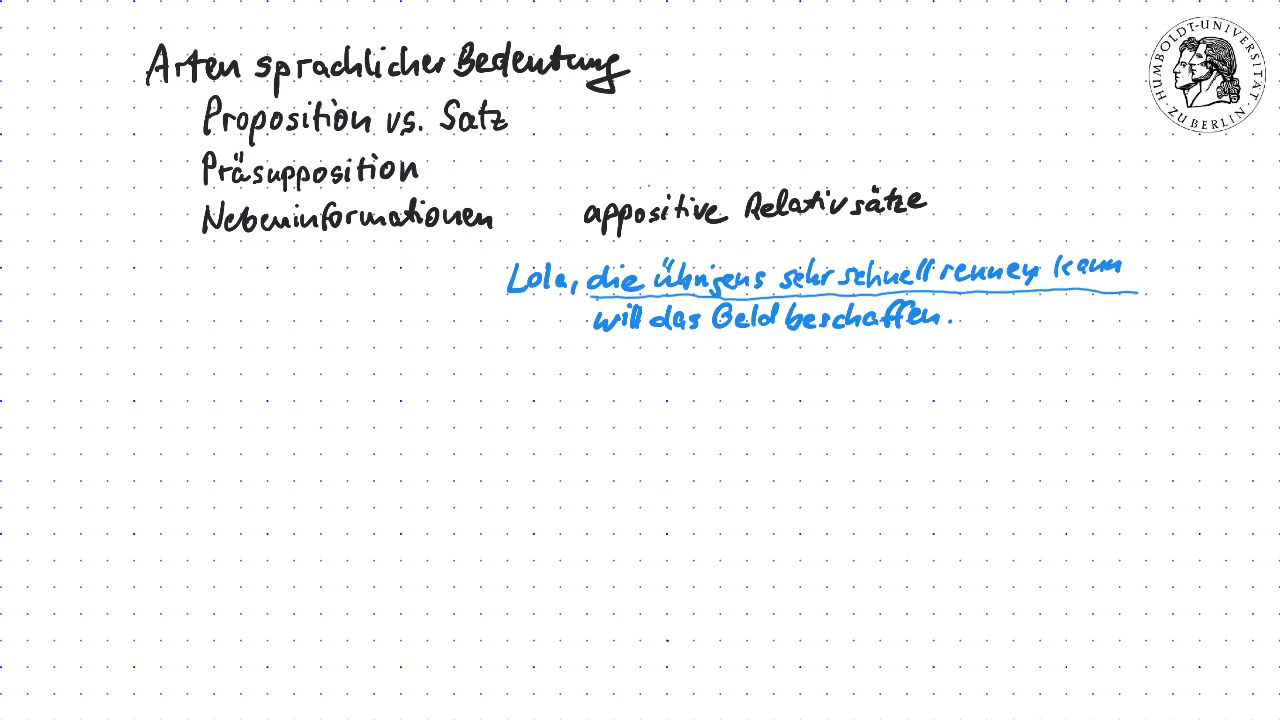 Arten sprachlicher Bedeutung
Proposition vs. Satz
Präsupposition
Nebeninformationen appositive Relativsätze
Lola, die übrigens sehr schnell rennen kann
will das Geld beschaffen.
HUMBOLDT-UNIVERSITÄT · ZU BERLIN ·